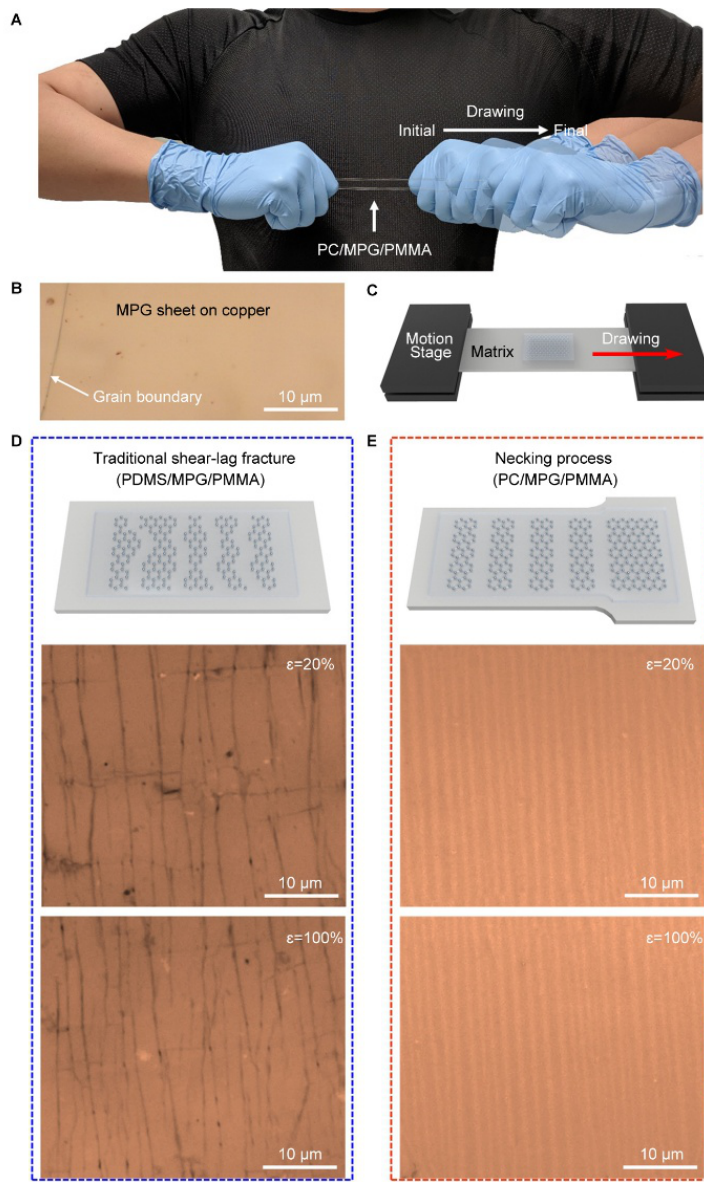 A
Drawing
Initial
Final
PC/MPG/PMMA
B
MPG sheet on copper
Grain boundary
10 μm
C
Motion
Stage
Matrix
Drawing
D
Traditional shear-lag fracture
(PDMS/MPG/PMMA)
ε=20%
10 μm
ε=100%
10 μm
E
Necking process
(PC/MPG/PMMA)
ε=20%
10 μm
ε=100%
10 μm